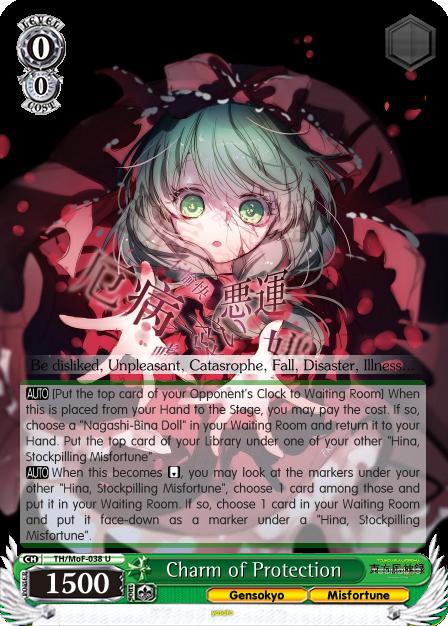 LEVEL
0
0
COST
厄
病
悪運
い
Be disliked, Unpleasant, Catasrophe, Fall, Disaster, Illness...
AUTO [Put the top card of your Opponent's Clock to Waiting Room] When
this is placed from your Hand to the Stage, you may pay the cost. If so,
choose a "Nagashi-Bina Doll" in your Waiting Room and return it to your
Hand. Put the top card of your Library under one of your other "Hina,
Stockpilling Misfortune".
AUTO When this becomes , you may look at the markers under your
other "Hina, Stockpilling Misfortune", choose 1 card among those and
put it in your Waiting Room. If so, choose 1 card in your Waiting Room
and put it face-down as a marker under a "Hina, Stockpilling
Misfortune".
CH TH/MoF-038 U
POWER
1500
SOUL
Charm of Protection
Gensokyo
Misfortune